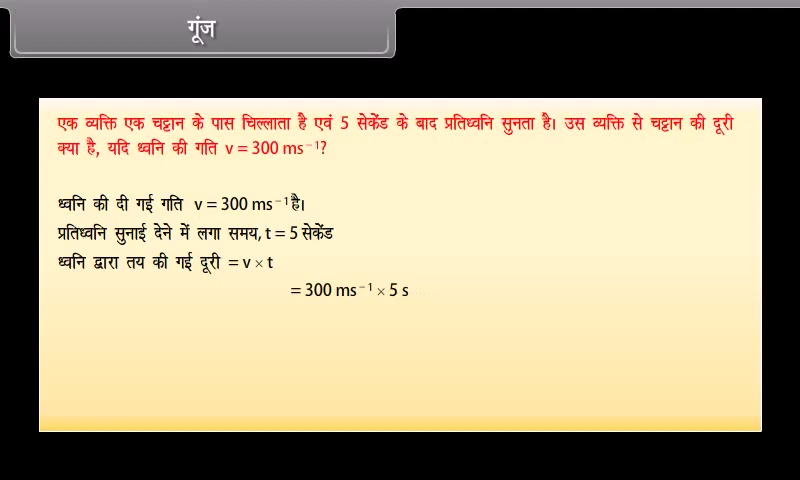 गूंज
एक व्यक्ति एक चट्टान के पास चिल्लाता है एवं 5 सेकेंड के बाद प्रतिध्वनि सुनता है। उस व्यक्ति से चट्टान की दूरी
क्या है, यदि ध्वनि की गति v = 300 ms⁻¹?
ध्वनि की दी गई गति v = 300 ms⁻¹ है।
प्रतिध्वनि सुनाई देने में लगा समय, t = 5 सेकेंड
ध्वनि द्वारा तय की गई दूरी = v × t
= 300 ms⁻¹ × 5 s